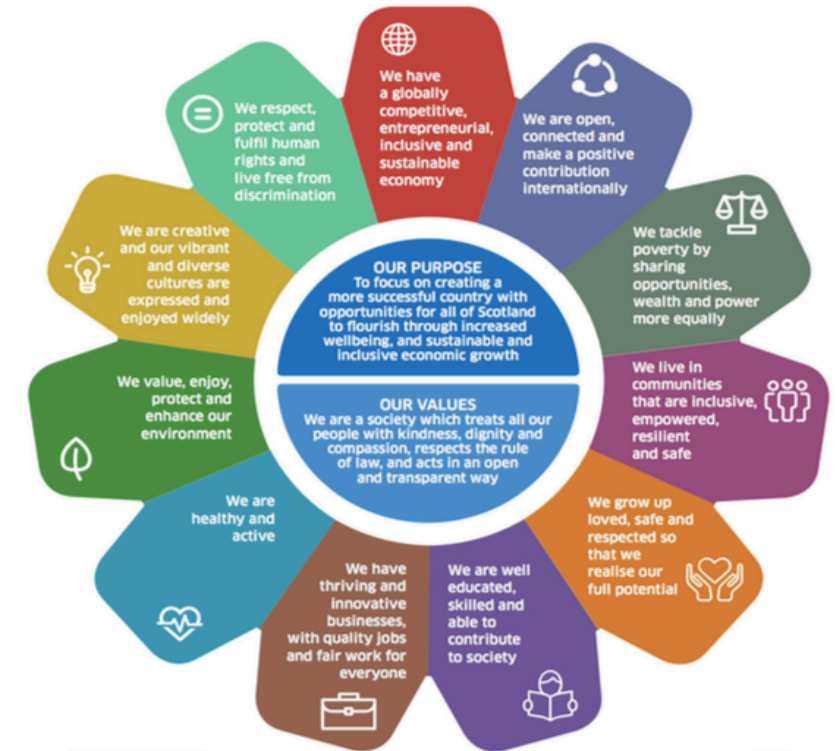 We have
a globally
competitive,
entrepreneurial,
inclusive and
sustainable
economy
We are open,
connected and
make a positive
contribution
internationally
We tackle
poverty by
sharing
opportunities,
wealth and power
more equally
We live in
communities
that are inclusive,
empowered,
resilient
and safe
We grow up
loved, safe and
respected so
that we
realise our
full potential
We are well
educated,
skilled and
able to
contribute
to society
We have
thriving and
innovative
businesses,
with quality jobs
and fair work for
everyone
We are
healthy and
active
We value, enjoy,
protect and
enhance our
environment
We are creative
and our vibrant
and diverse
cultures are
expressed and
enjoyed widely
We respect,
protect and
fulfil human
rights and
live free from
discrimination
OUR PURPOSE
To focus on creating a
more successful country with
opportunities for all of Scotland
to flourish through increased
wellbeing, and sustainable and
inclusive economic growth
OUR VALUES
We are a society which treats all our
people with kindness, dignity and
compassion, respects the rule
of law, and acts in an open
and transparent way